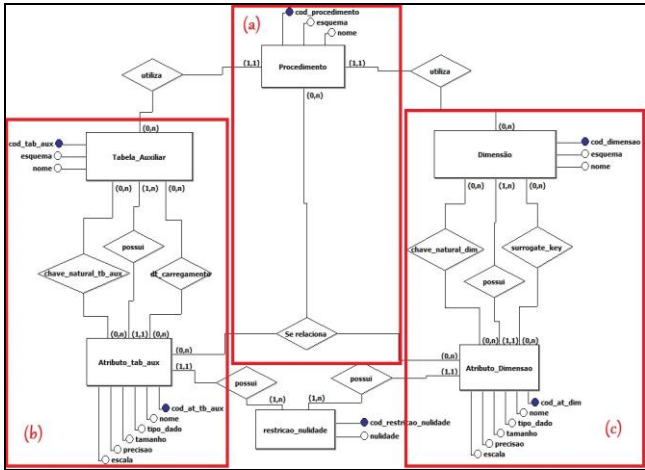 (a)
cod_procedimento
esquema
nome
Procedimento
(1,1)
(1,1)
(0,n)
utiliza
utiliza
(0,n)
(0,n)
cod_tab_aux
esquema
nome
Tabela_Auxiliar
(0,n)
(1,n)
(0,n)
cod_dimensao
esquema
nome
Dimensão
(0,n)
(1,n)
(0,n)
possui
chave_natural_tb_aux
dt_carregamento
chave_natural_dim
surrogate_key
possui
(0,n)
(1,1)
(0,n)
Se relaciona
(0,n)
(1,1)
(0,n)
Atributo_tab_aux
(0,n)
(1,1)
(0,n)
(1,1)
Atributo_Dimensao
possui
possui
(1,n)
(1,n)
restricao_nulidade
cod_restricao_nulidade
nulidade
cod_at_tb_aux
nome
tipo_dado
tamanho
precisao
escala
(b)
cod_at_dim
nome
tipo_dado
tamanho
precisao
escala
(c)